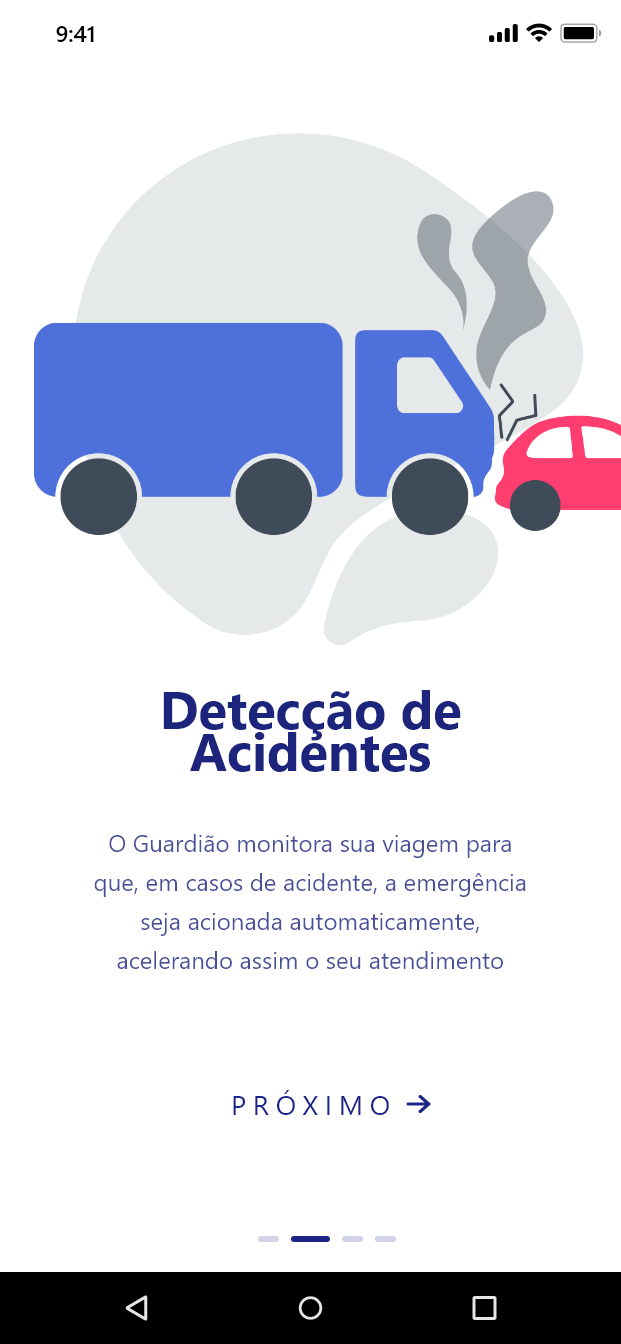 9:41
Detecção de
Acidentes
O Guardião monitora sua viagem para
que, em casos de acidente, a emergência
seja acionada automaticamente,
acelerando assim o seu atendimento
PRÓXIMO →